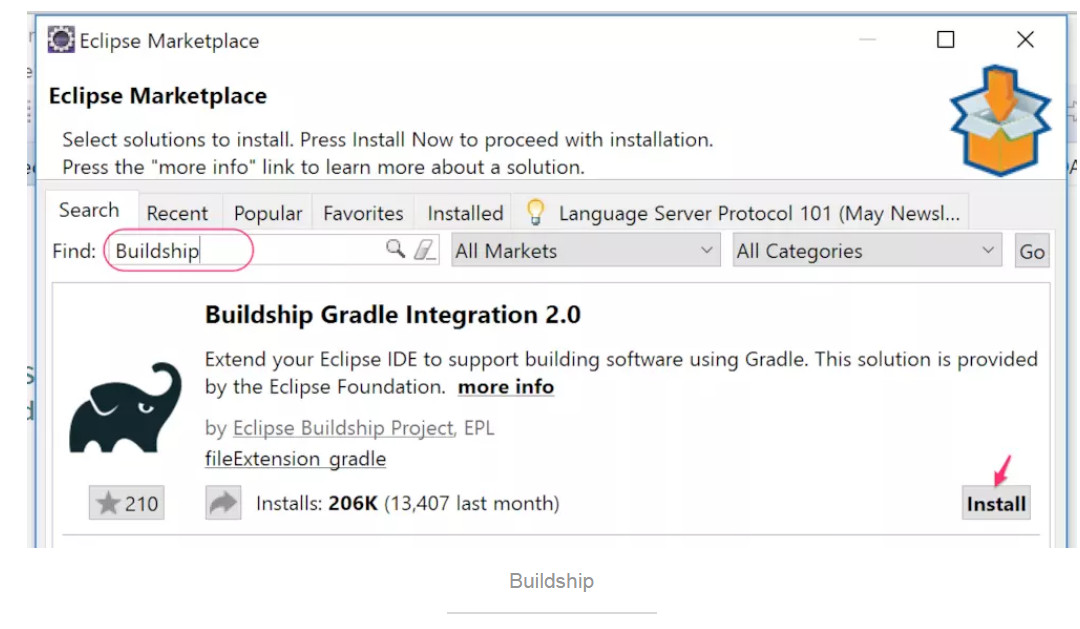 Eclipse Marketplace
Eclipse Marketplace
Select solutions to install. Press Install Now to proceed with installation.
Press the "more info" link to learn more about a solution.
Search Recent Popular Favorites Installed Language Server Protocol 101 (May Newsl...
Find: Buildship All Markets All Categories Go
Buildship Gradle Integration 2.0
Extend your Eclipse IDE to support building software using Gradle. This solution is provided
by the Eclipse Foundation. more info
by Eclipse Buildship Project, EPL
fileExtension gradle
210 Installs: 206K (13,407 last month) Install
Buildship